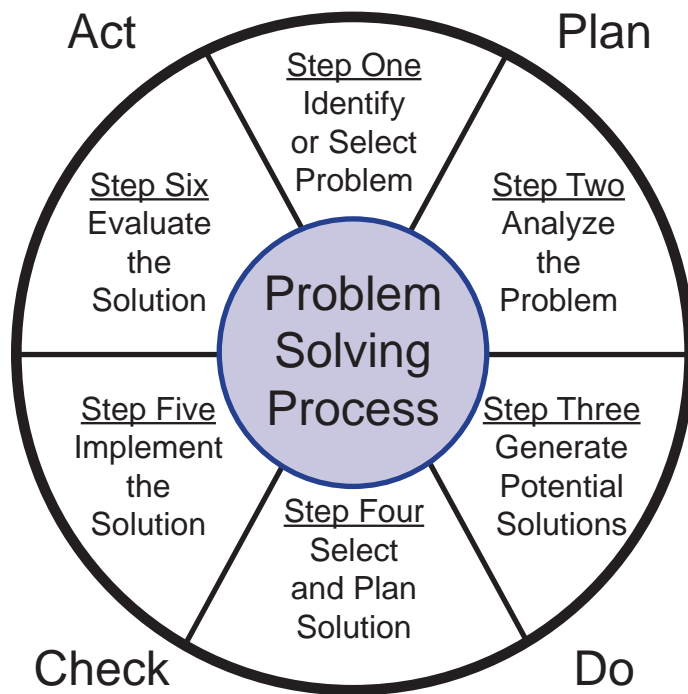 Act
Plan
Step One
Identify
or Select
Problem
Step Two
Analyze
the
Problem
Step Three
Generate
Potential
Solutions
Step Four
Select
and Plan
Solution
Step Five
Implement
the
Solution
Step Six
Evaluate
the
Solution
Problem
Solving
Process
Check
Do